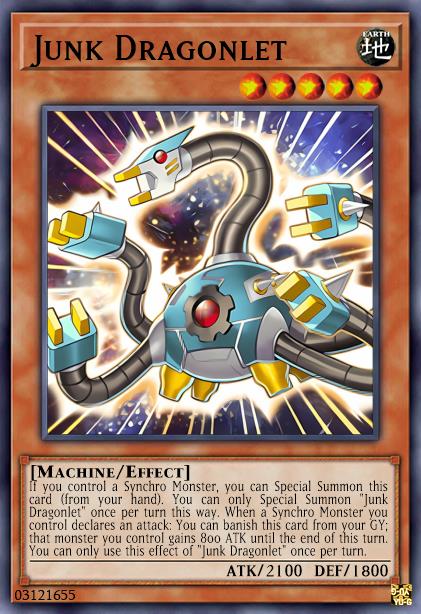 JUNK DRAGONLET
EARTH
地
[MACHINE/EFFECT]
If you control a Synchro Monster, you can Special Summon this
card (from your hand). You can only Special Summon "Junk
Dragonlet" once per turn this way. When a Synchro Monster you
control declares an attack: You can banish this card from your GY;
that monster you control gains 800 ATK until the end of this turn.
You can only use this effect of "Junk Dragonlet" once per turn.
ATK/2100 DEF/1800
03121655